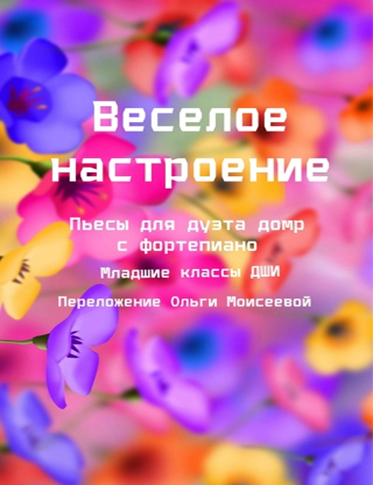 Веселое
настроение
Пьесы для дуэта домр
с фортепиано
Младшие классы ДШИ
Переложение Ольги Моисеевой